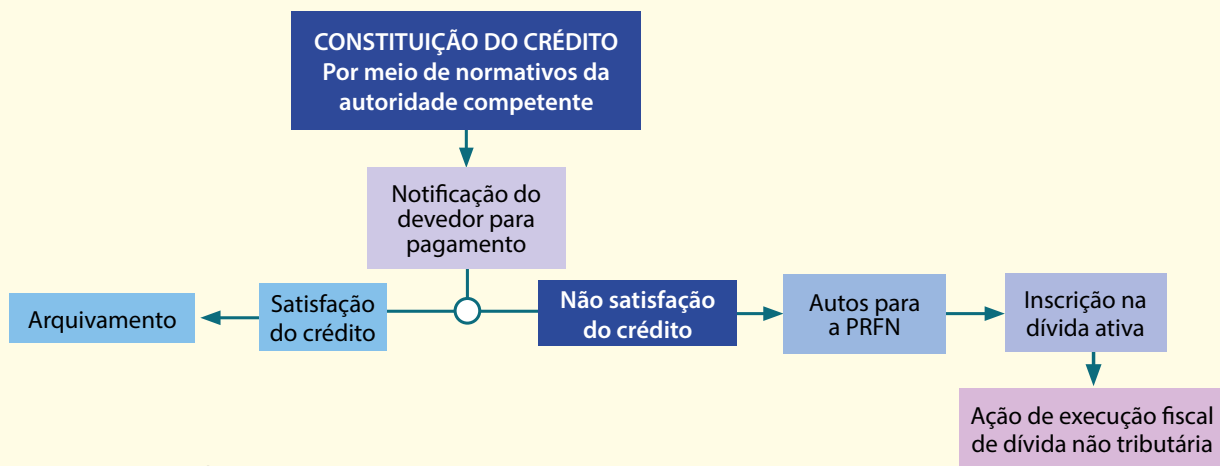 CONSTITUIÇÃO DO CRÉDITO
Por meio de normativos da
autoridade competente
Notificação do
devedor para
pagamento
Arquivamento
Satisfação
do crédito
Não satisfação
do crédito
Autos para
a PRFN
Inscrição na
dívida ativa
Ação de execução fiscal
de dívida não tributária